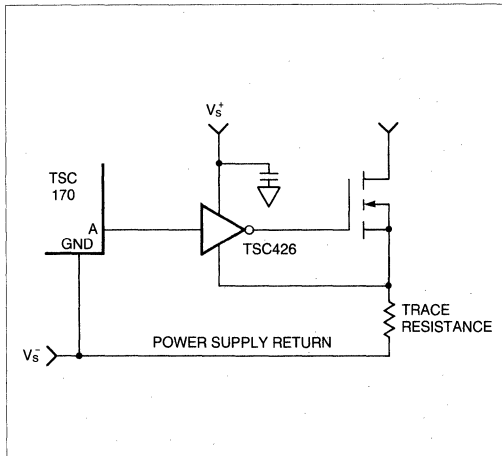 V_S^+
TSC
170
A
GND
TSC426
TRACE
RESISTANCE
POWER SUPPLY RETURN
V_S^-